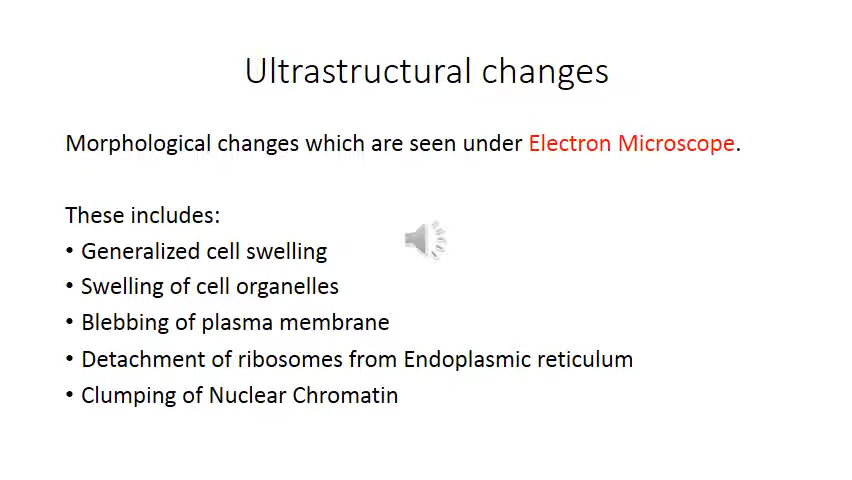 Ultrastructural changes
Morphological changes which are seen under Electron Microscope.
These includes:
• Generalized cell swelling
• Swelling of cell organelles
• Blebbing of plasma membrane
• Detachment of ribosomes from Endoplasmic reticulum
• Clumping of Nuclear Chromatin